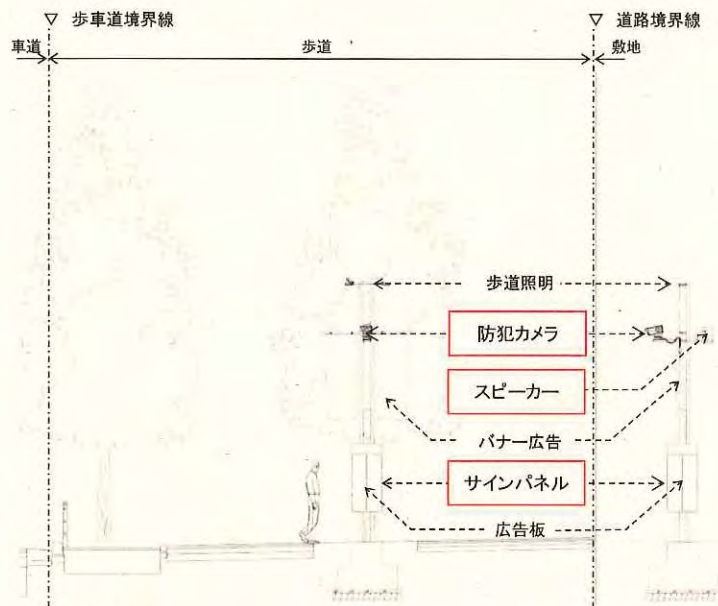 ▽ 歩車道境界線
▽ 道路境界線
車道
歩道
敷地
歩道照明
防犯カメラ
スピーカー
バナー広告
サインパネル
広告板